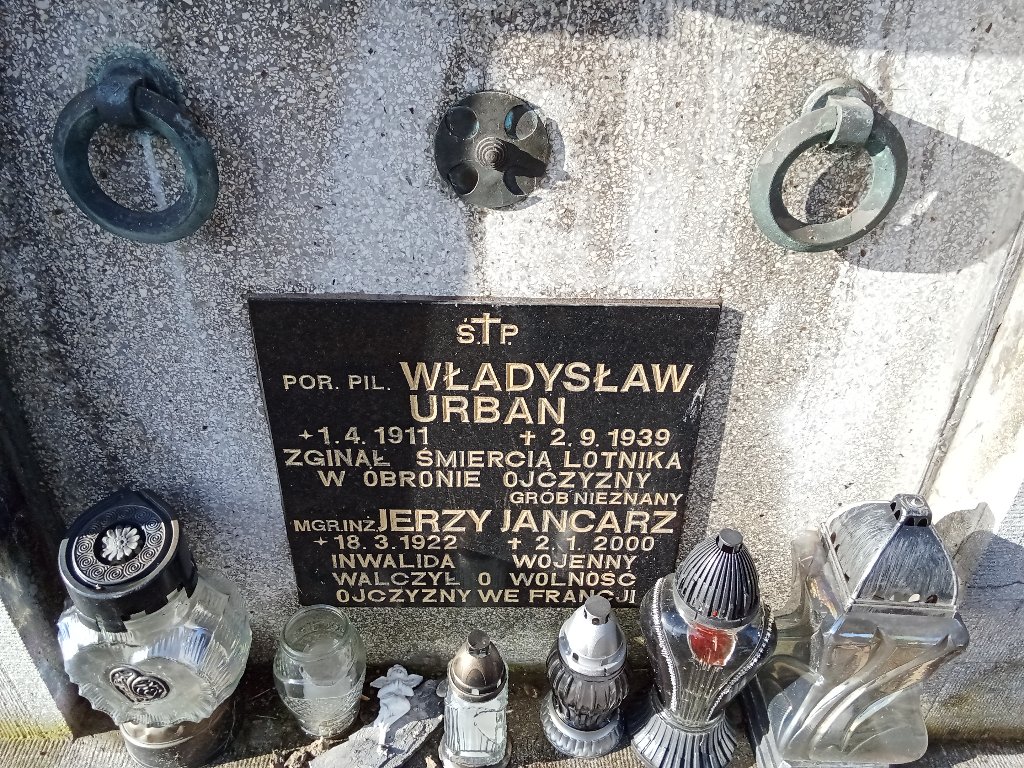 Ś.†P.
POR. PIL. WŁADYSŁAW
URBAN
+1.4.1911 + 2.9.1939
ZGINĄŁ ŚMIERCIĄ LOTNIKA
W OBRONIE OJCZYZNY
GRÓB NIEZNANY
MGR.INŻ JERZY JANCARZ
+18.3.1922 + 2.1.2000
INWALIDA WOJENNY
WALCZYŁ O WOLNOŚĆ
OJCZYZNY WE FRANCJI